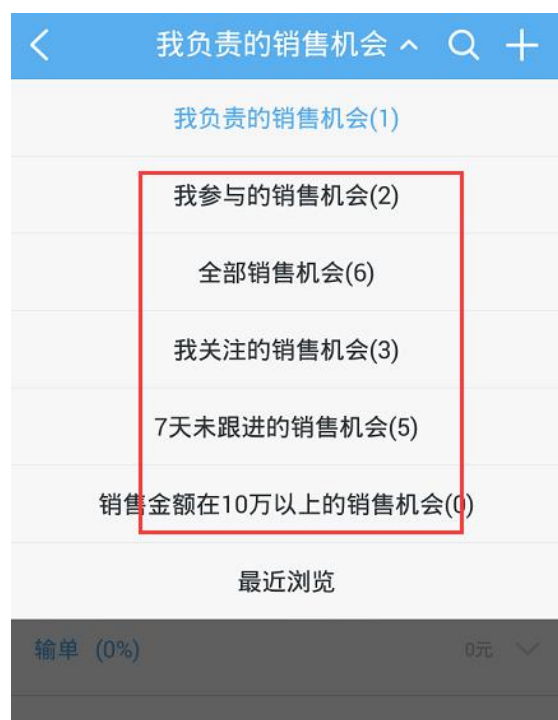 我负责的销售机会
我负责的销售机会(1)
我参与的销售机会(2)
全部销售机会(6)
我关注的销售机会(3)
7天未跟进的销售机会(5)
销售金额在10万以上的销售机会(0)
最近浏览
输单 (0%) 0元